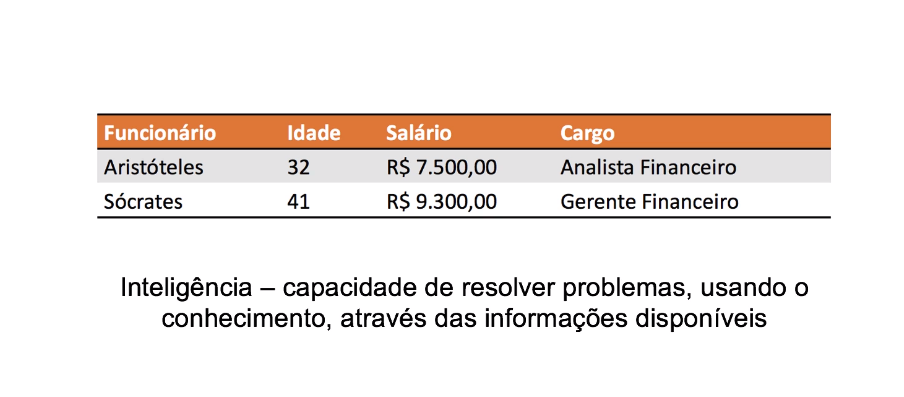 Funcionário Idade Salário Cargo
Aristóteles 32 R$ 7.500,00 Analista Financeiro
Sócrates 41 R$ 9.300,00 Gerente Financeiro
Inteligência – capacidade de resolver problemas, usando o
conhecimento, através das informações disponíveis